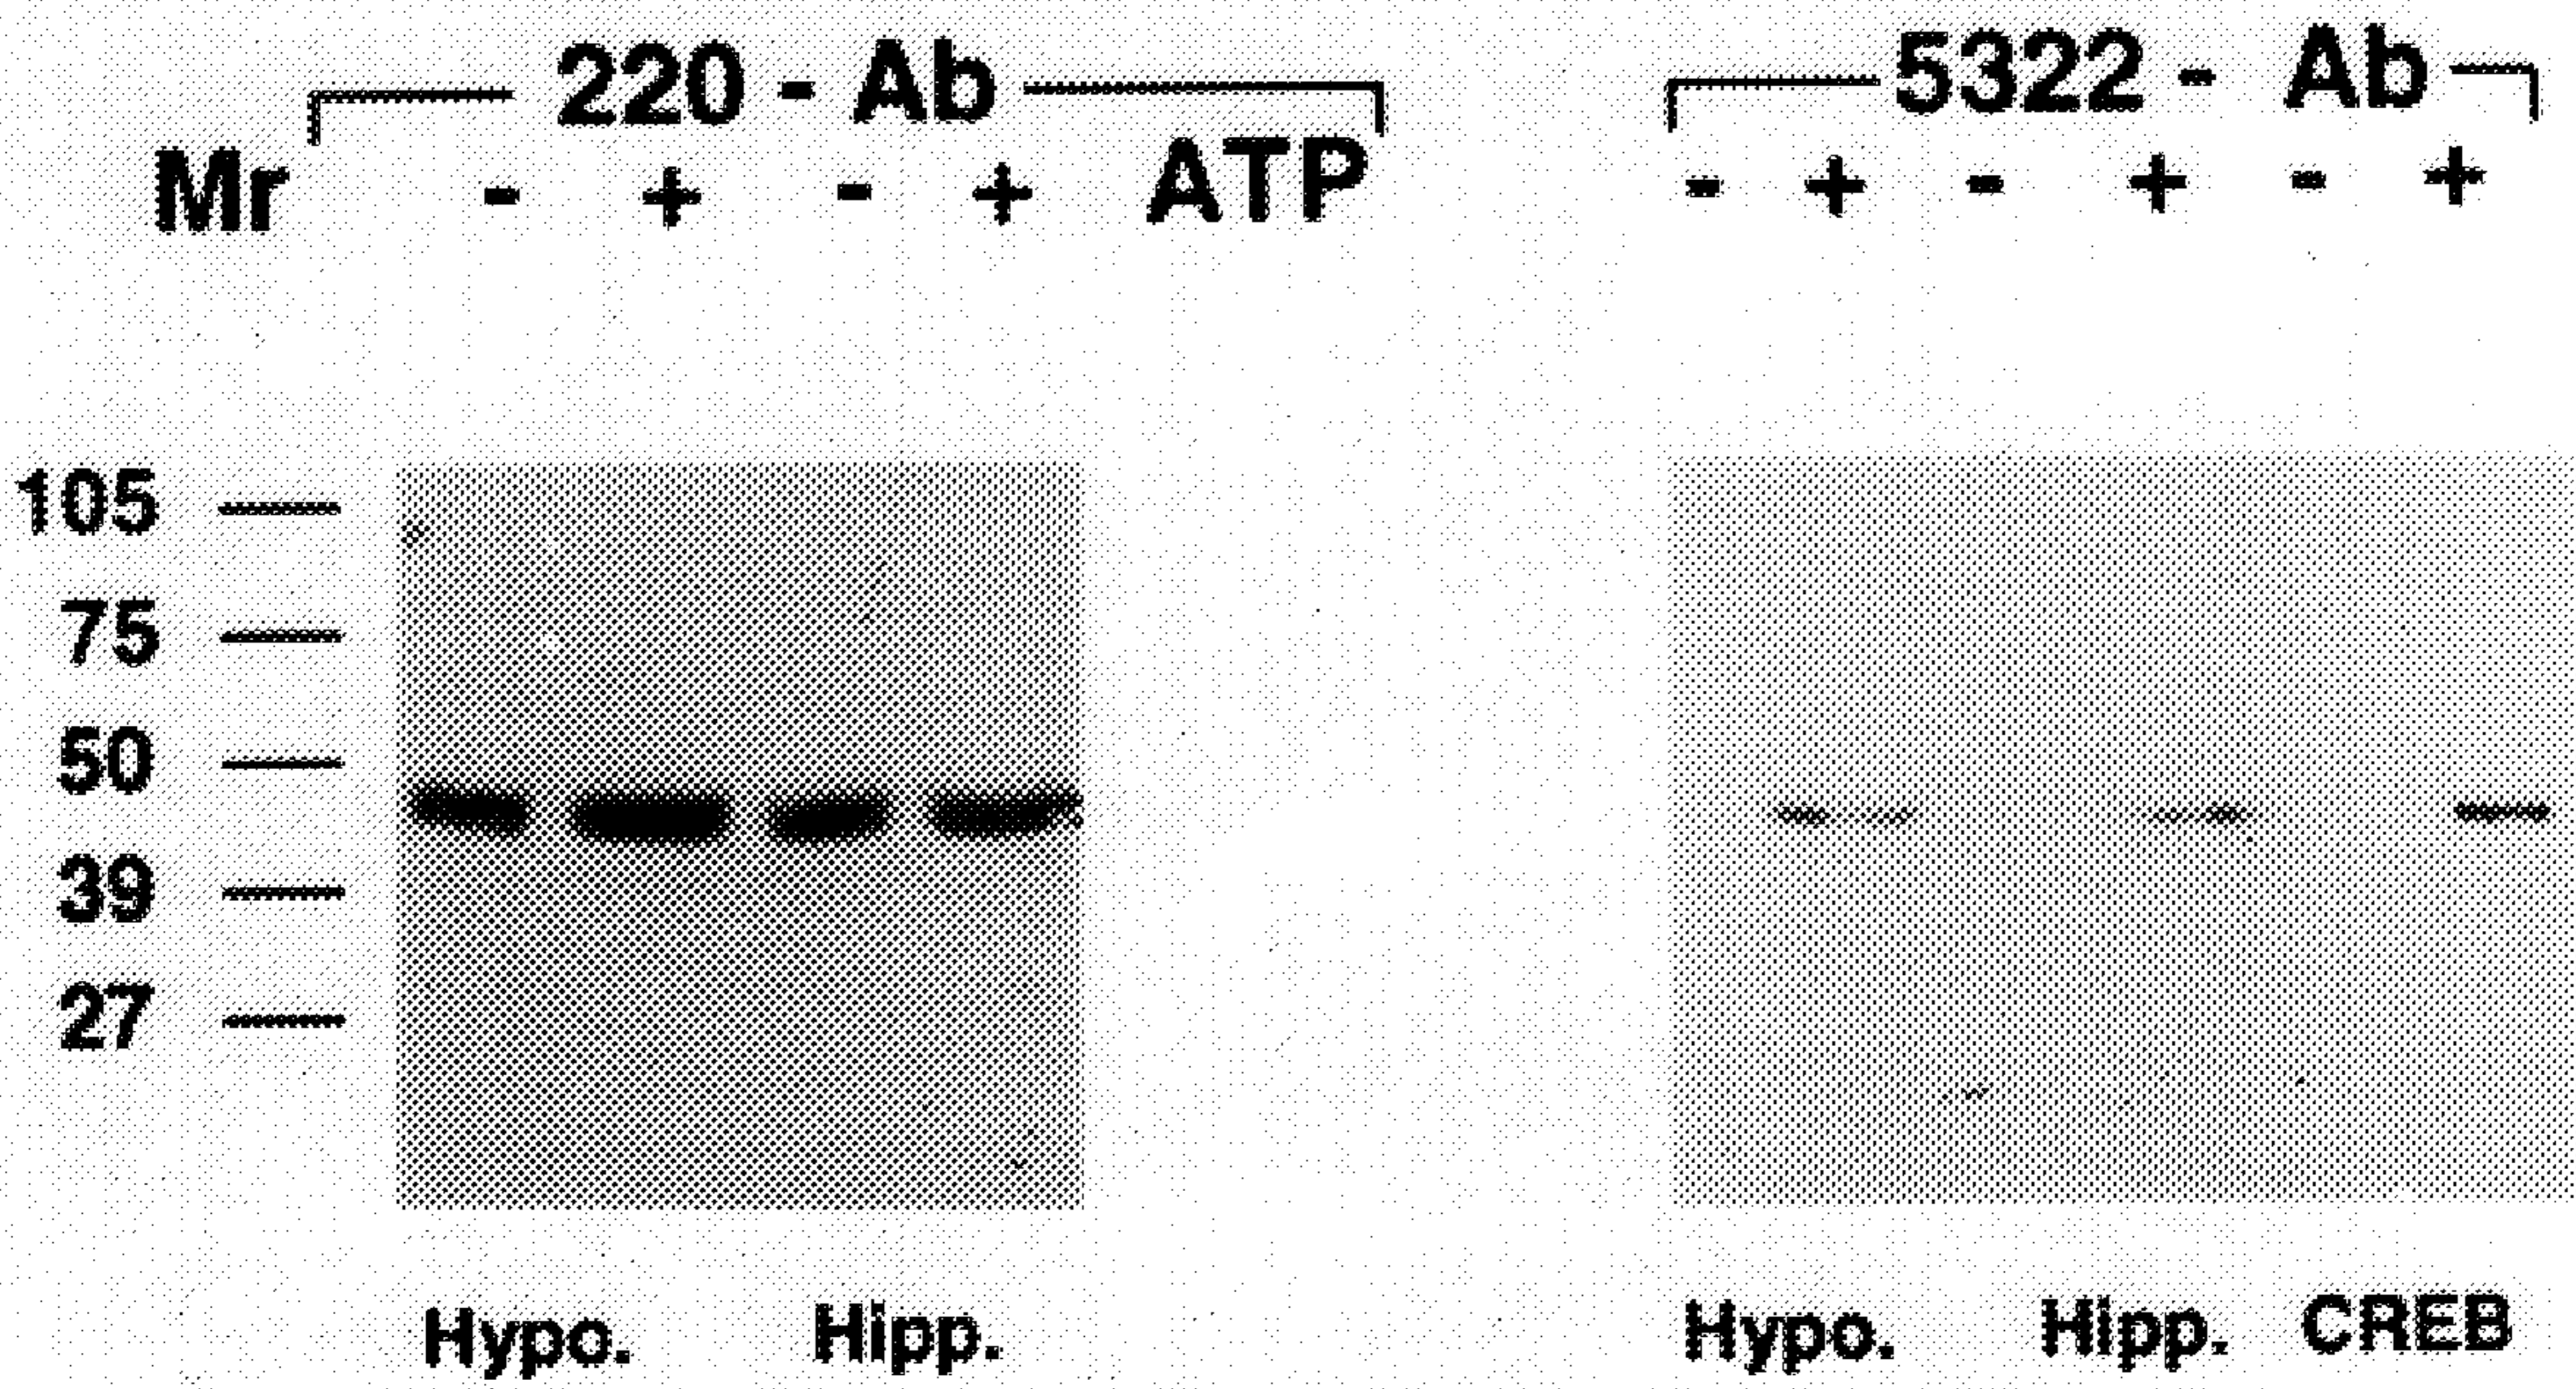 220 - Ab
5322 - Ab
Mr - + - + ATP
- + - + - +
105
75
50
39
27
Hypo. Hipp.
Hypo. Hipp. CREB